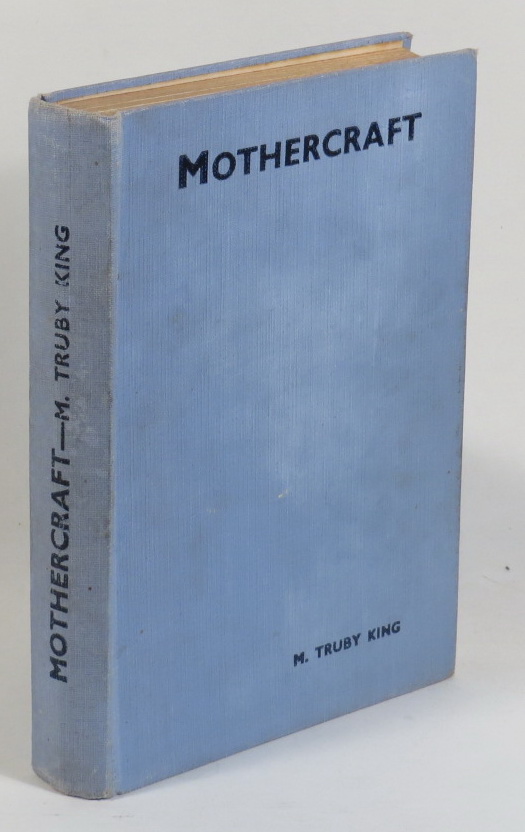 MOTHERCRAFT
M. TRUBY KING
MOTHERCRAFT—M. TRUBY KING